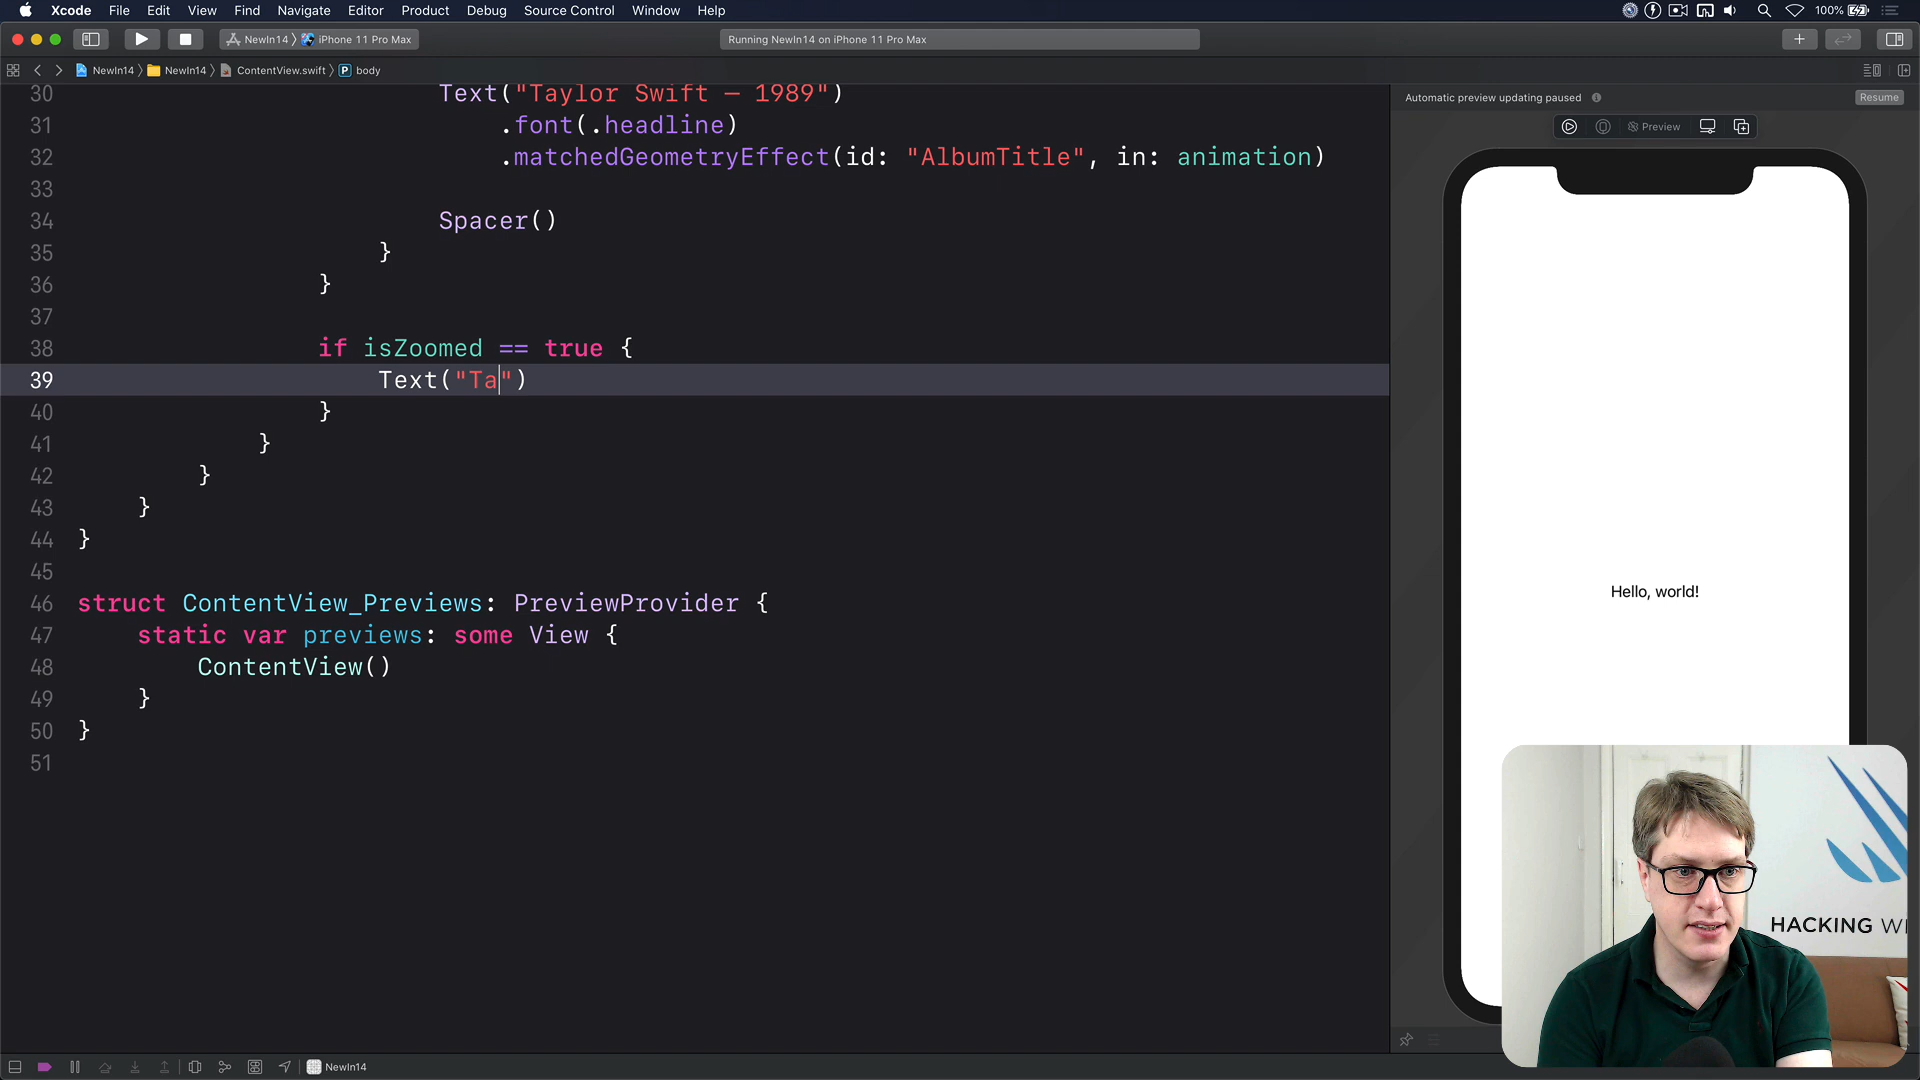 Xcode File Edit View Find Navigate Editor Product Debug Source Control Window Help 100%
NewIn14 iPhone 11 Pro Max Running NewIn14 on iPhone 11 Pro Max
NewIn14 NewIn14 ContentView.swift P body
Automatic preview updating paused Resume
Preview
30 Text("Taylor Swift – 1989")
31 .font(.headline)
32 .matchedGeometryEffect(id: "AlbumTitle", in: animation)
33
34 Spacer()
35 }
36 }
37
38 if isZoomed == true {
39 Text("Ta")
40 }
41 }
42 }
43 }
44 }
45
46 struct ContentView_Previews: PreviewProvider {
47 static var previews: some View {
48 ContentView()
49 }
50 }
51
Hello, world!
HACKING WI
NewIn14